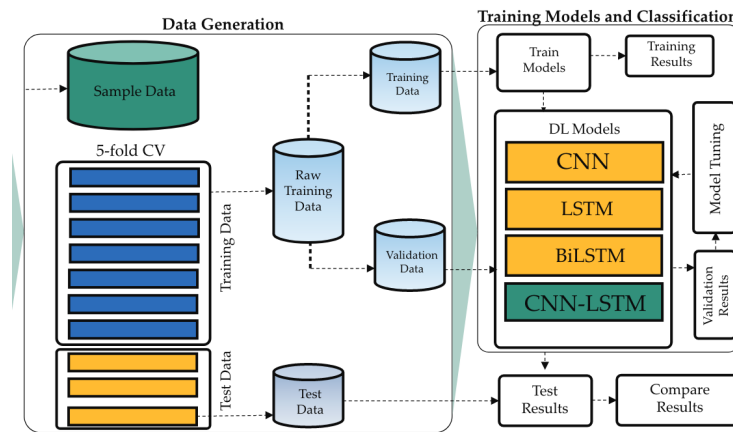 Data Generation
Training Models and Classification
Sample Data
5-fold CV
Training Data
Test Data
Raw
Training
Data
Training
Data
Validation
Data
Test
Data
Train
Models
Training
Results
DL Models
CNN
LSTM
BiLSTM
CNN-LSTM
Model Tuning
Validation
Results
Test
Results
Compare
Results